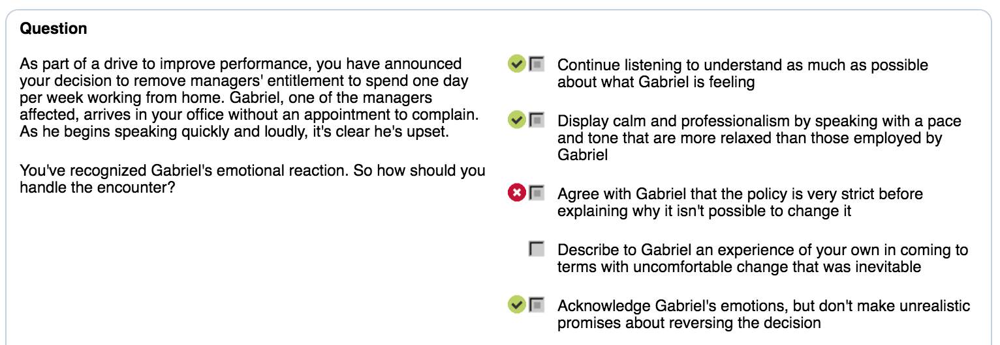 Question
As part of a drive to improve performance, you have announced
your decision to remove managers' entitlement to spend one day
per week working from home. Gabriel, one of the managers
affected, arrives in your office without an appointment to complain.
As he begins speaking quickly and loudly, it's clear he's upset.
You've recognized Gabriel's emotional reaction. So how should you
handle the encounter?
Continue listening to understand as much as possible
about what Gabriel is feeling
Display calm and professionalism by speaking with a pace
and tone that are more relaxed than those employed by
Gabriel
Agree with Gabriel that the policy is very strict before
explaining why it isn't possible to change it
Describe to Gabriel an experience of your own in coming to
terms with uncomfortable change that was inevitable
Acknowledge Gabriel's emotions, but don't make unrealistic
promises about reversing the decision